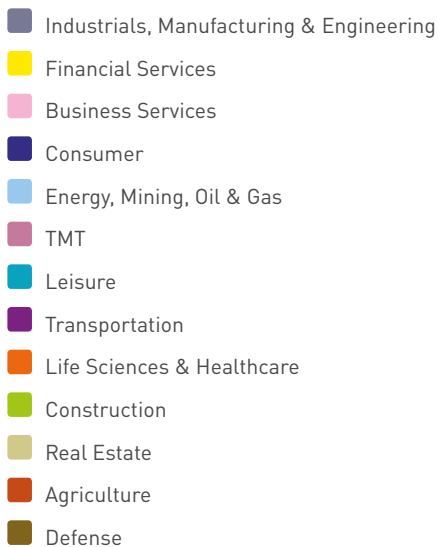 Industrials, Manufacturing & Engineering
Financial Services
Business Services
Consumer
Energy, Mining, Oil & Gas
TMT
Leisure
Transportation
Life Sciences & Healthcare
Construction
Real Estate
Agriculture
Defense